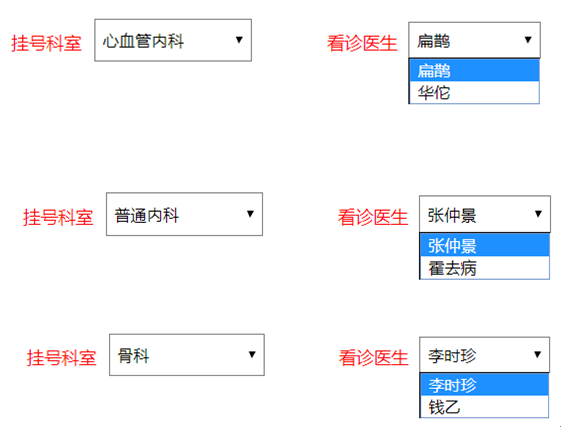 挂号科室 心血管内科 看诊医生 扁鹊
扁鹊
华佗
挂号科室 普通内科 看诊医生 张仲景
张仲景
霍去病
挂号科室 骨科 看诊医生 李时珍
李时珍
钱乙